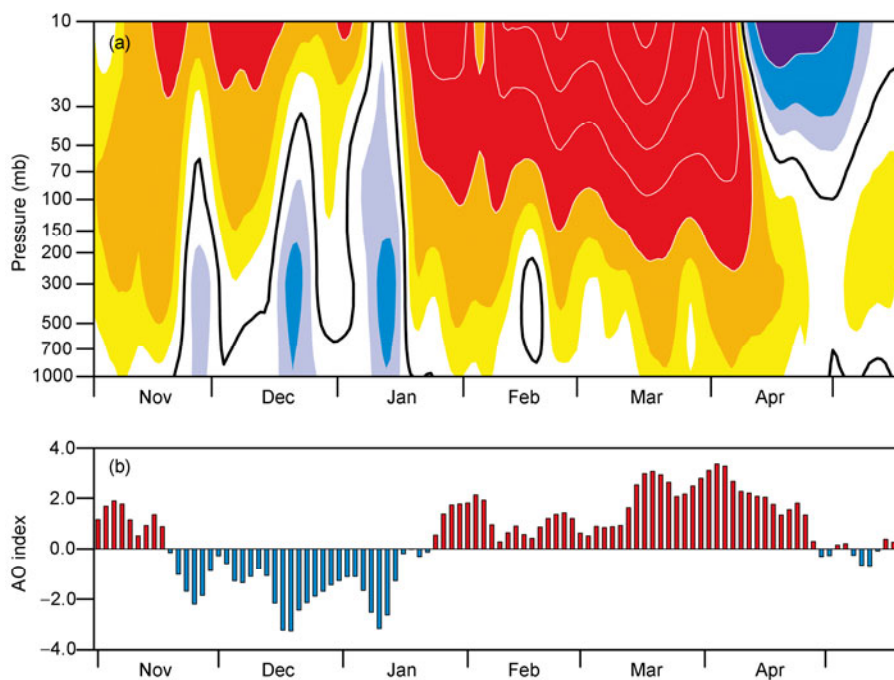 (a)
10
30
50
70
100
150
200
300
500
700
1000
Pressure (mb)
Nov Dec Jan Feb Mar Apr
(b)
4.0
2.0
0.0
−2.0
−4.0
AO index
Nov Dec Jan Feb Mar Apr